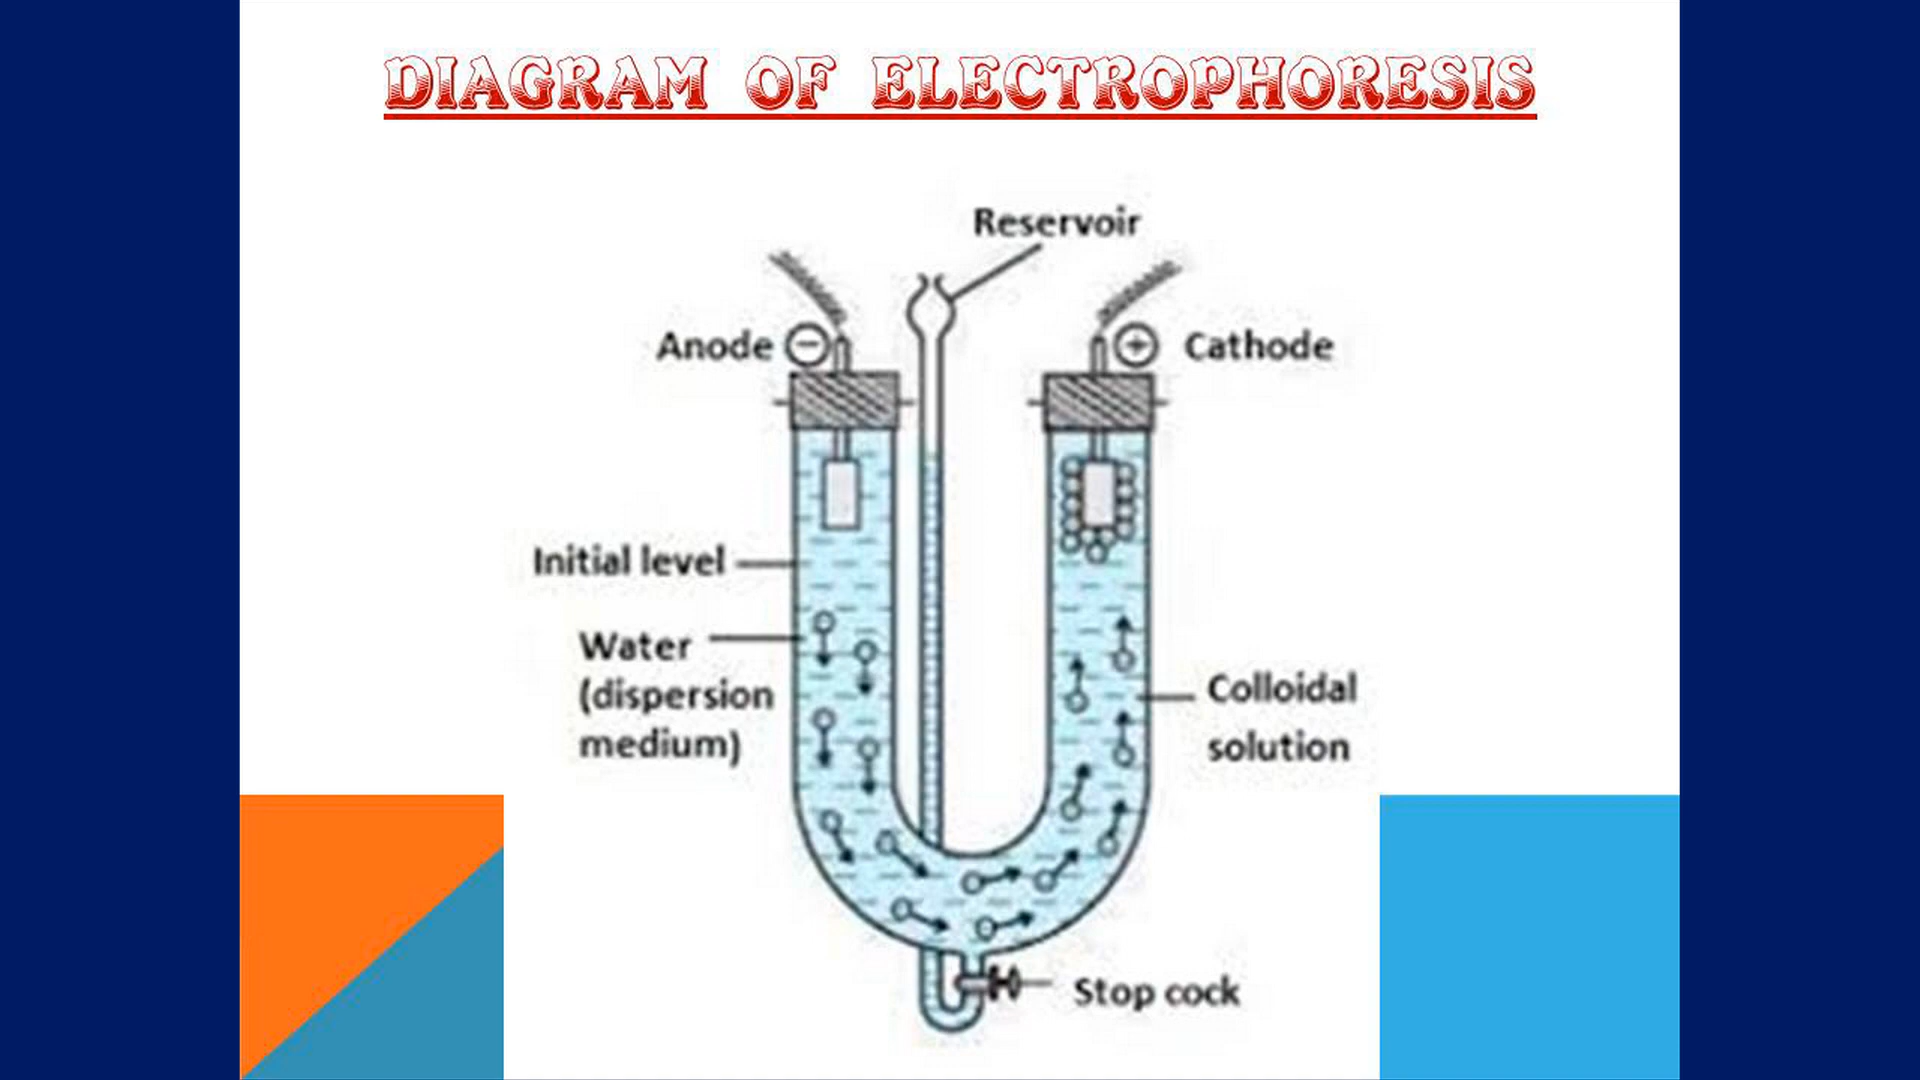 DIAGRAM OF ELECTROPHORESIS
Reservoir
Anode −
+ Cathode
Initial level
Water
(dispersion
medium)
Colloidal
solution
Stop cock